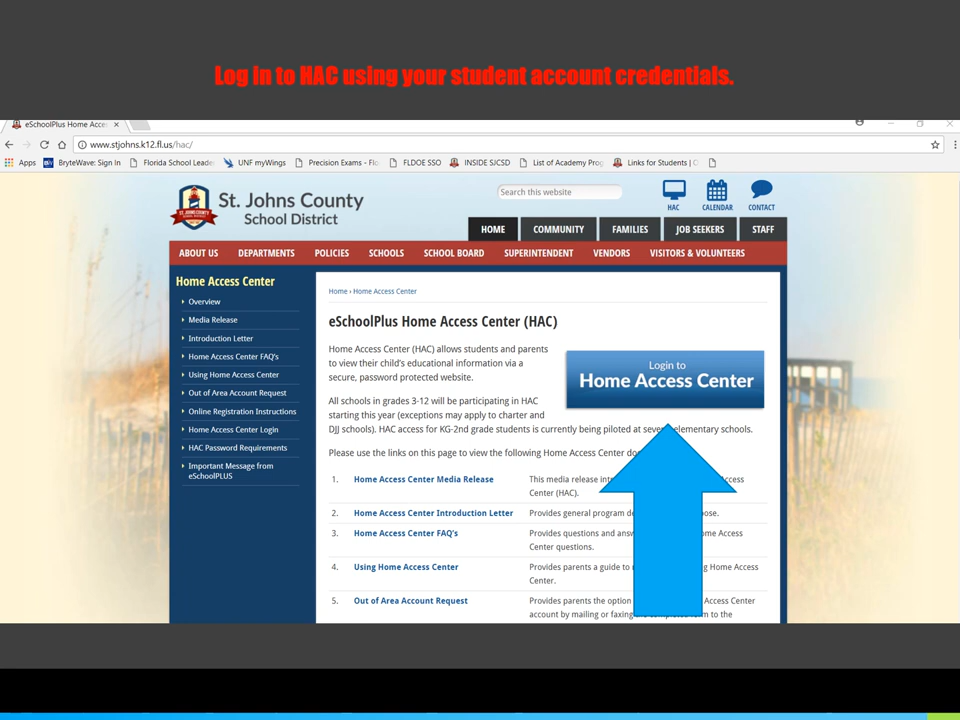 Log in to HAC using your student account credentials.
eSchoolPlus Home Acce
www.stjohns.k12.fl.us/hac/
Apps
BryteWave: Sign In
Florida School Leade
UNF myWings
Precision Exams - Flo
FLDOE SSO
INSIDE SJCSD
List of Academy Prog
Links for Students | C
St. Johns County
School District
Search this website
HAC
CALENDAR
CONTACT
HOME
COMMUNITY
FAMILIES
JOB SEEKERS
STAFF
ABOUT US
DEPARTMENTS
POLICIES
SCHOOLS
SCHOOL BOARD
SUPERINTENDENT
VENDORS
VISITORS & VOLUNTEERS
Home Access Center
Overview
Media Release
Introduction Letter
Home Access Center FAQ's
Using Home Access Center
Out of Area Account Request
Online Registration Instructions
Home Access Center Login
HAC Password Requirements
Important Message from
eSchoolPLUS
Home › Home Access Center
eSchoolPlus Home Access Center (HAC)
Home Access Center (HAC) allows students and parents
to view their child's educational information via a
secure, password protected website.
Login to
Home Access Center
All schools in grades 3-12 will be participating in HAC
starting this year (exceptions may apply to charter and
DJJ schools). HAC access for KG-2nd grade students is currently being piloted at elementary schools.
Please use the links on this page to view the following Home Access Center
1. Home Access Center Media Release
This media release Access
Center (HAC).
2. Home Access Center Introduction Letter
Provides general program
3. Home Access Center FAQ's
Provides questions and Access
Center questions.
4. Using Home Access Center
Provides parents a guide to Home Access
Center.
5. Out of Area Account Request
Provides parents the option Access Center
account by mailing or faxing to the